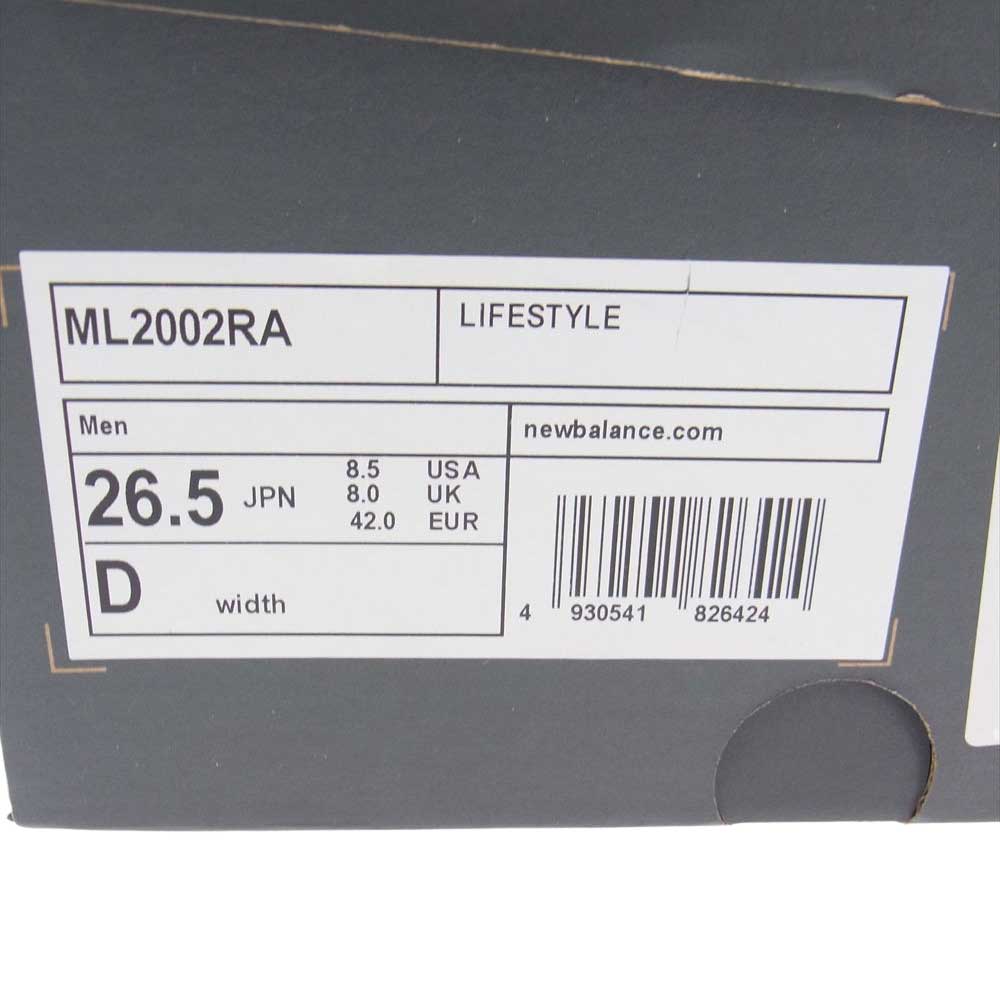 ML2002RA
LIFESTYLE
Men
newbalance.com
26.5 JPN
8.5 USA
8.0 UK
42.0 EUR
D width
4 930541 826424